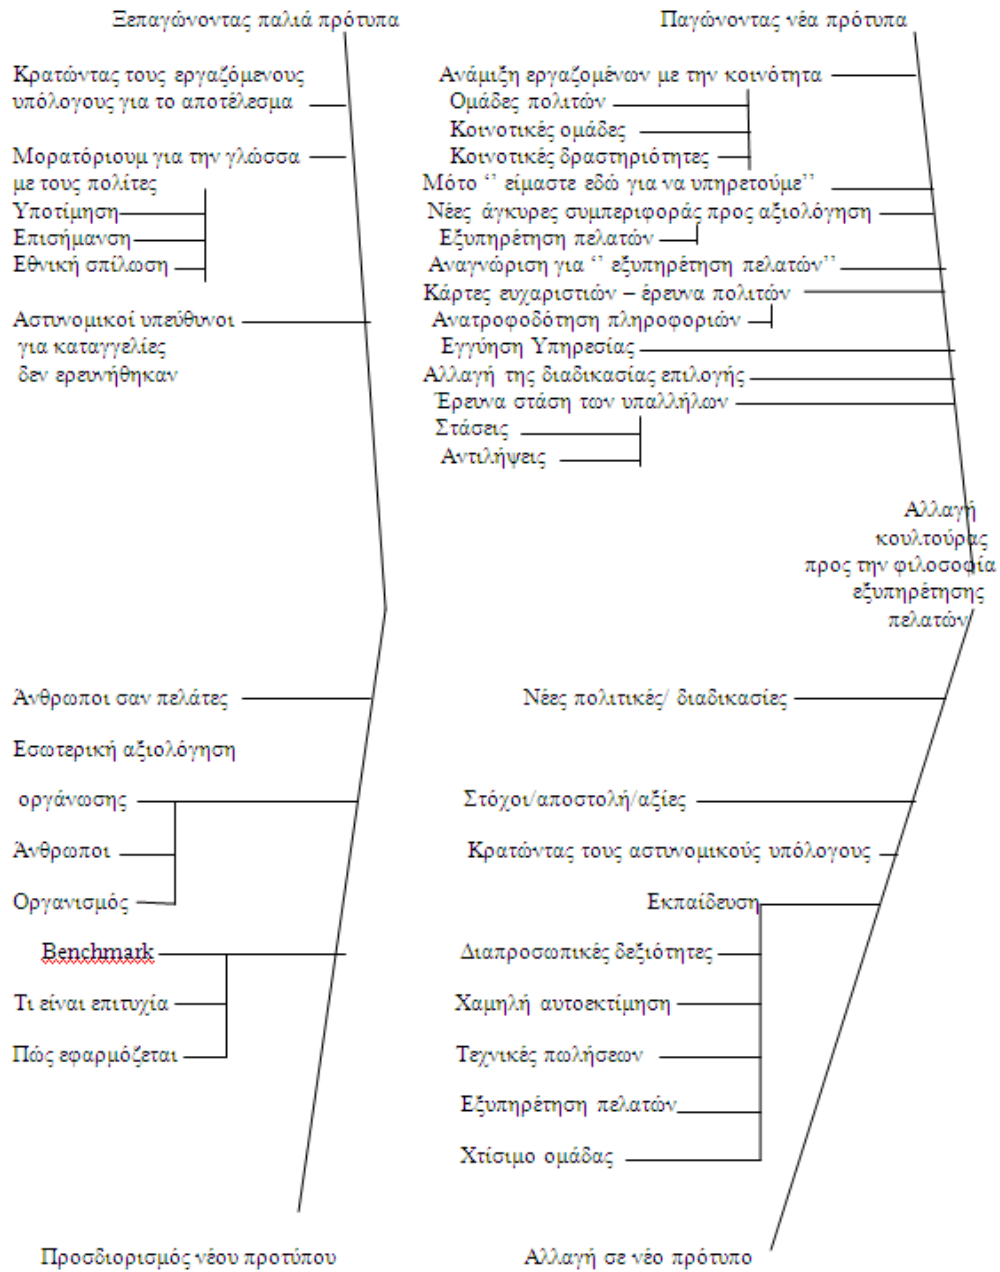 Ξεπαγώνοντας παλιά πρότυπα
Κρατώντας τους εργαζόμενους
υπόλογους για το αποτέλεσμα
Μορατόριουμ για την γλώσσα
με τους πολίτες
Υποτίμηση
Επισήμανση
Εθνική σπίλωση
Αστυνομικοί υπεύθυνοι
για καταγγελίες
δεν ερευνήθηκαν
Παγώνοντας νέα πρότυπα
Ανάμιξη εργαζομένων με την κοινότητα
Ομάδες πολιτών
Κοινοτικές ομάδες
Κοινοτικές δραστηριότητες
Μότο ‘’ είμαστε εδώ για να υπηρετούμε’’
Νέες άγκυρες συμπεριφοράς προς αξιολόγηση
Εξυπηρέτηση πελατών
Αναγνώριση για ‘’ εξυπηρέτηση πελατών’’
Κάρτες ευχαριστιών – έρευνα πολιτών
Ανατροφοδότηση πληροφοριών
Εγγύηση Υπηρεσίας
Αλλαγή της διαδικασίας επιλογής
Έρευνα στάση των υπαλλήλων
Στάσεις
Αντιλήψεις
Αλλαγή
κουλτούρας
προς την φιλοσοφία
εξυπηρέτησης
πελατών
Άνθρωποι σαν πελάτες
Εσωτερική αξιολόγηση
οργάνωσης
Άνθρωποι
Οργανισμός
Benchmark
Τι είναι επιτυχία
Πώς εφαρμόζεται
Προσδιορισμός νέου προτύπου
Νέες πολιτικές/ διαδικασίες
Στόχοι/αποστολή/αξίες
Κρατώντας τους αστυνομικούς υπόλογους
Εκπαίδευση
Διαπροσωπικές δεξιότητες
Χαμηλή αυτοεκτίμηση
Τεχνικές πωλήσεων
Εξυπηρέτηση πελατών
Χτίσιμο ομάδας
Αλλαγή σε νέο πρότυπο